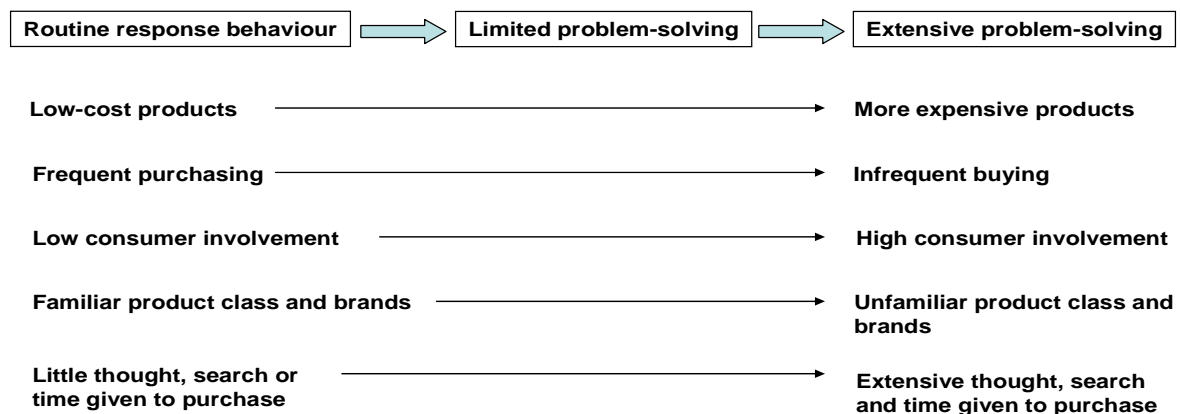 Routine response behaviour Limited problem-solving Extensive problem-solving
Low-cost products More expensive products
Frequent purchasing Infrequent buying
Low consumer involvement High consumer involvement
Familiar product class and brands Unfamiliar product class and
brands
Little thought, search or Extensive thought, search
time given to purchase and time given to purchase